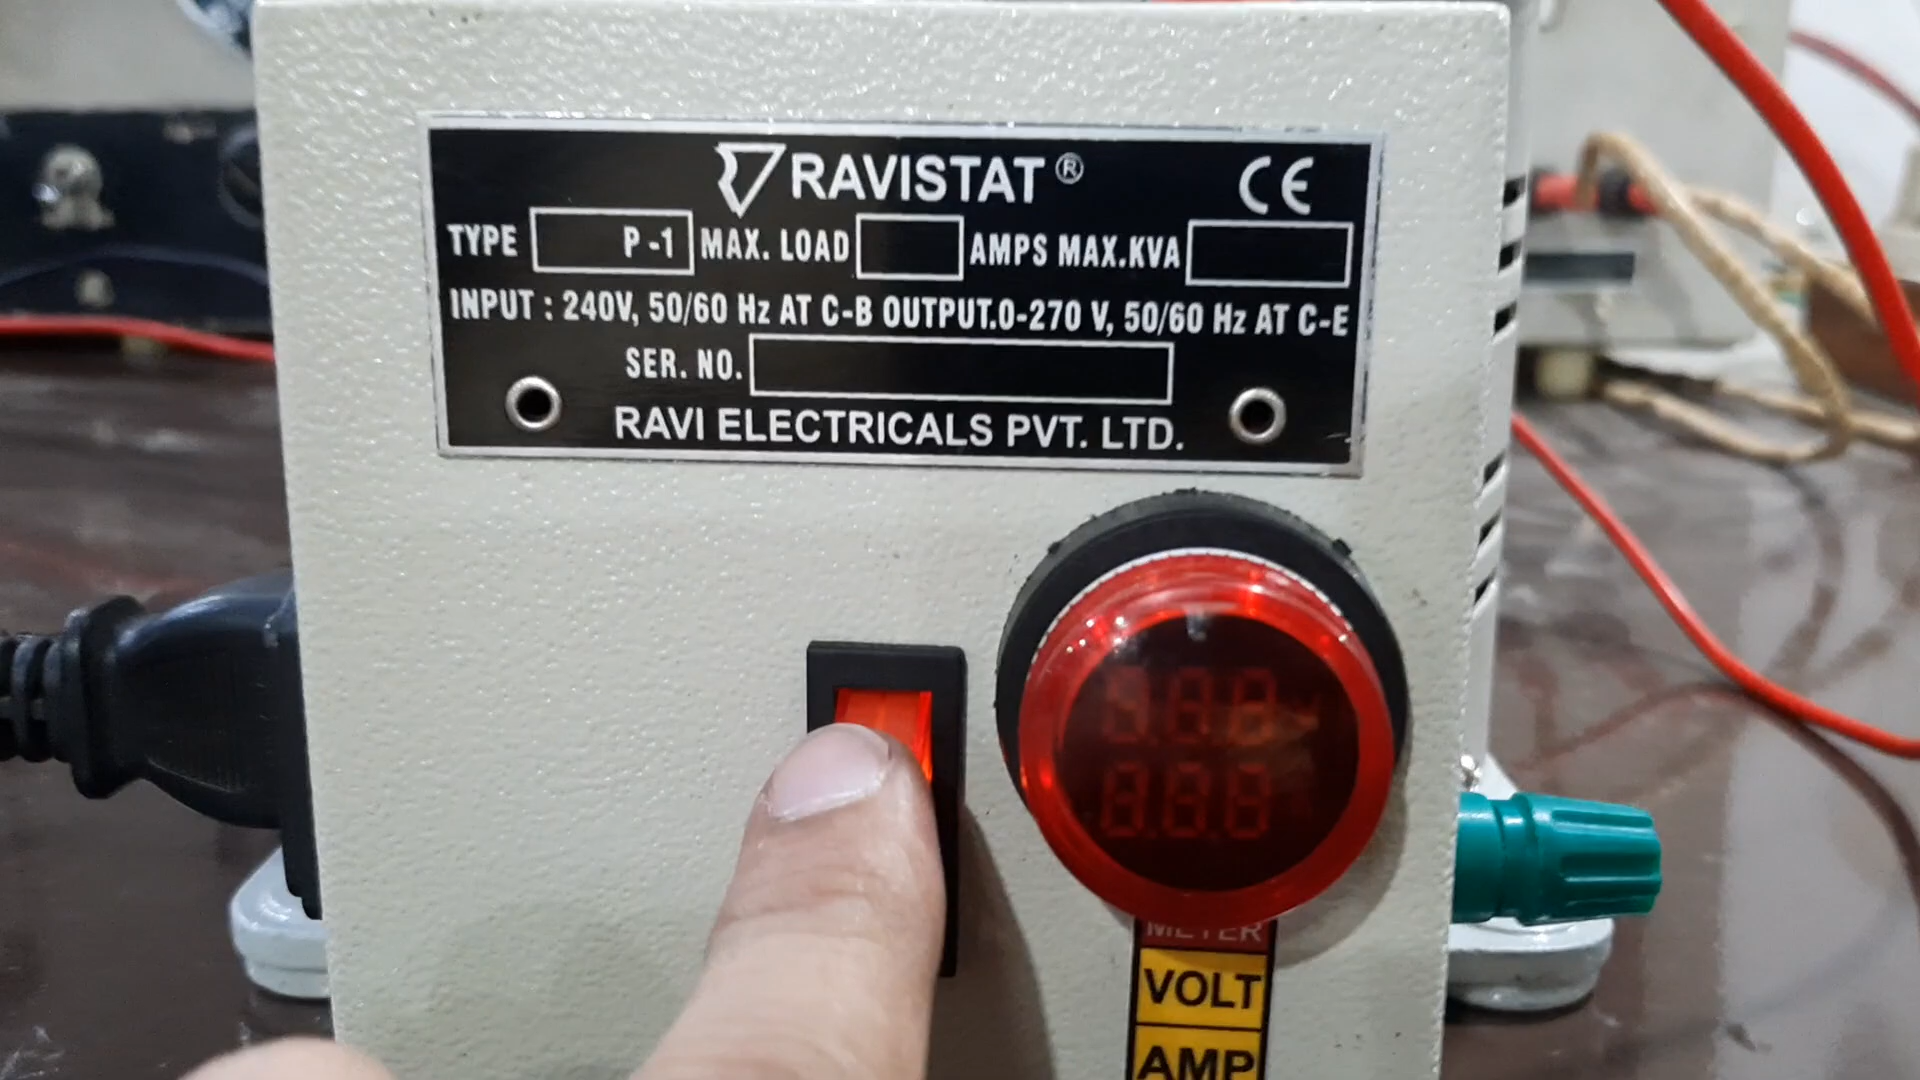 RAVISTAT ® CE
TYPE P-1 MAX. LOAD AMPS MAX.KVA
INPUT : 240V, 50/60 Hz AT C-B OUTPUT.0-270 V, 50/60 Hz AT C-E
SER. NO.
RAVI ELECTRICALS PVT. LTD.
METER
VOLT
AMP